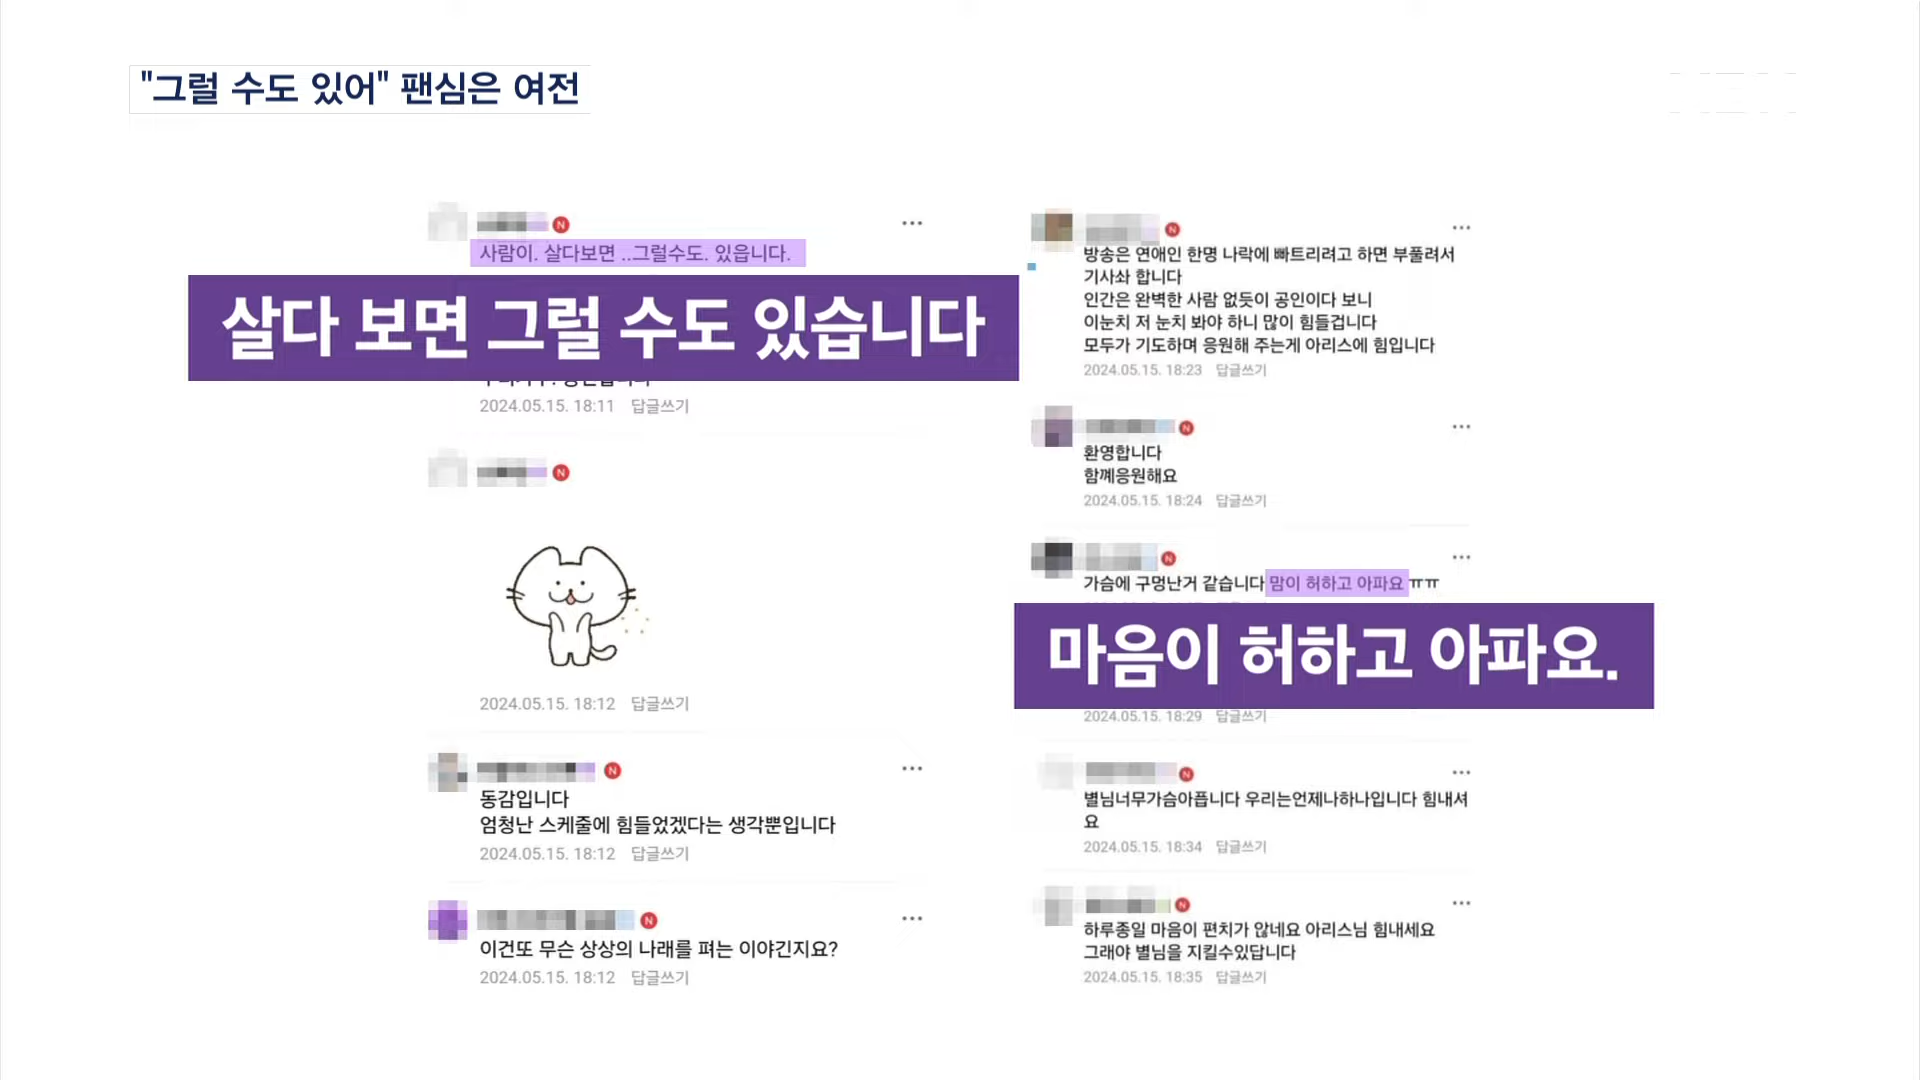 "그럴 수도 있어" 팬심은 여전
N
사람이. 살다보면 ..그럴수도. 있읍니다.
살다 보면 그럴 수도 있습니다
2024.05.15. 18:11 답글쓰기
N
2024.05.15. 18:12 답글쓰기
N
동감입니다
엄청난 스케줄에 힘들었겠다는 생각뿐입니다
2024.05.15. 18:12 답글쓰기
N
이건또 무슨 상상의 나래를 펴는 이야긴지요?
2024.05.15. 18:12 답글쓰기
N
방송은 연애인 한명 나락에 빠트리려고 하면 부풀려서
기사솨 합니다
인간은 완벽한 사람 없듯이 공인이다 보니
이눈치 저 눈치 봐야 하니 많이 힘들겁니다
모두가 기도하며 응원해 주는게 아리스에 힘입니다
2024.05.15. 18:23 답글쓰기
N
환영합니다
함꼐응원해요
2024.05.15. 18:24 답글쓰기
N
가슴에 구멍난거 같습니다 맘이 허하고 아파요 ㅠㅠ
마음이 허하고 아파요.
2024.05.15. 18:29 답글쓰기
N
별님너무가슴아픕니다 우리는언제나하나입니다 힘내셔
요
2024.05.15. 18:34 답글쓰기
N
하루종일 마음이 편치가 않네요 아리스님 힘내세요
그래야 별님을 지킬수있답니다
2024.05.15. 18:35 답글쓰기